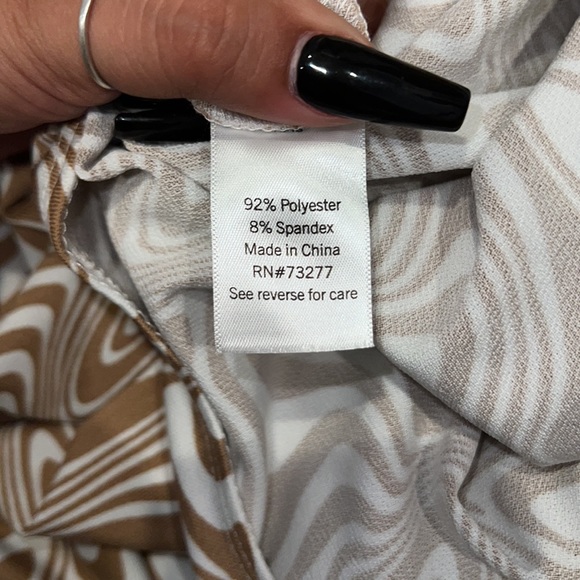 92% Polyester
8% Spandex
Made in China
RN#73277
See reverse for care